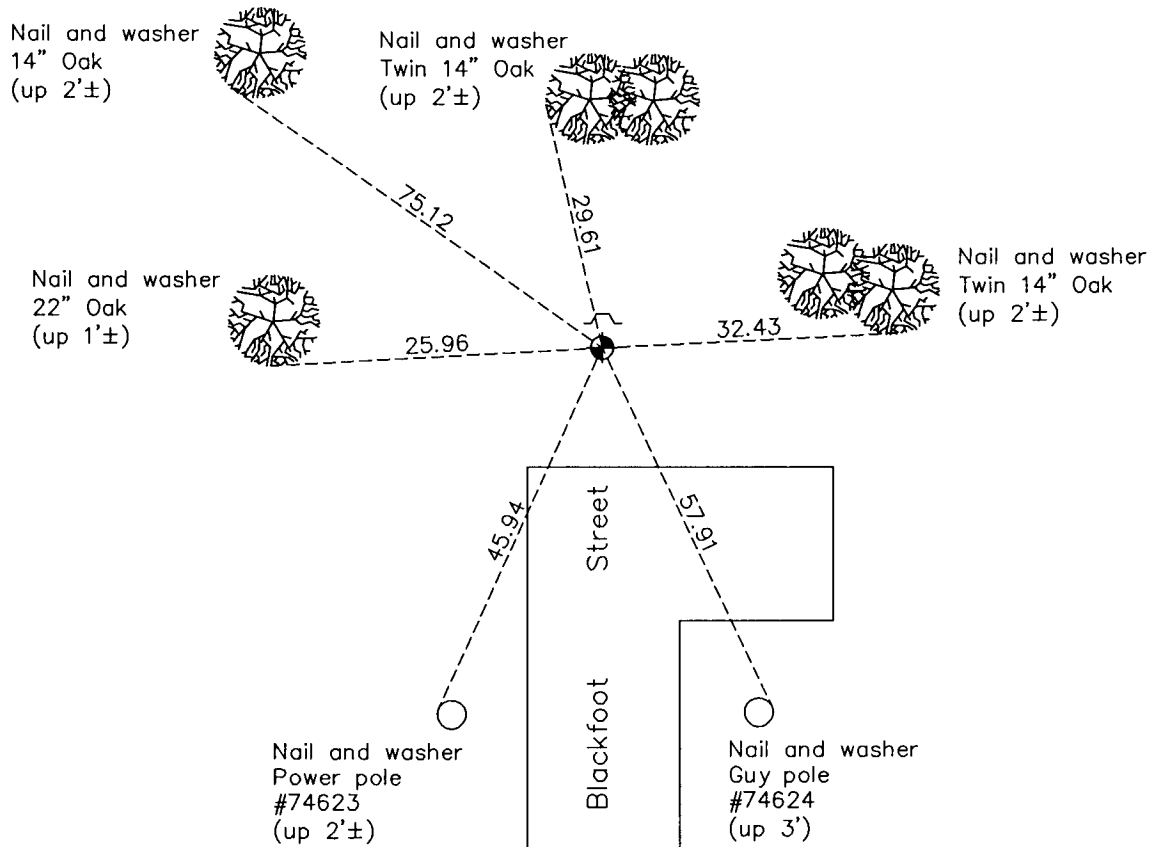 Nail and washer
14" Oak
(up 2'±)
Nail and washer
Twin 14" Oak
(up 2'±)
75.12
29.61
Nail and washer
22" Oak
(up 1'±)
25.96
32.43
Nail and washer
Twin 14" Oak
(up 2'±)
45.94
57.91
Blackfoot Street
Nail and washer
Power pole
#74623
(up 2'±)
Nail and washer
Guy pole
#74624
(up 3')